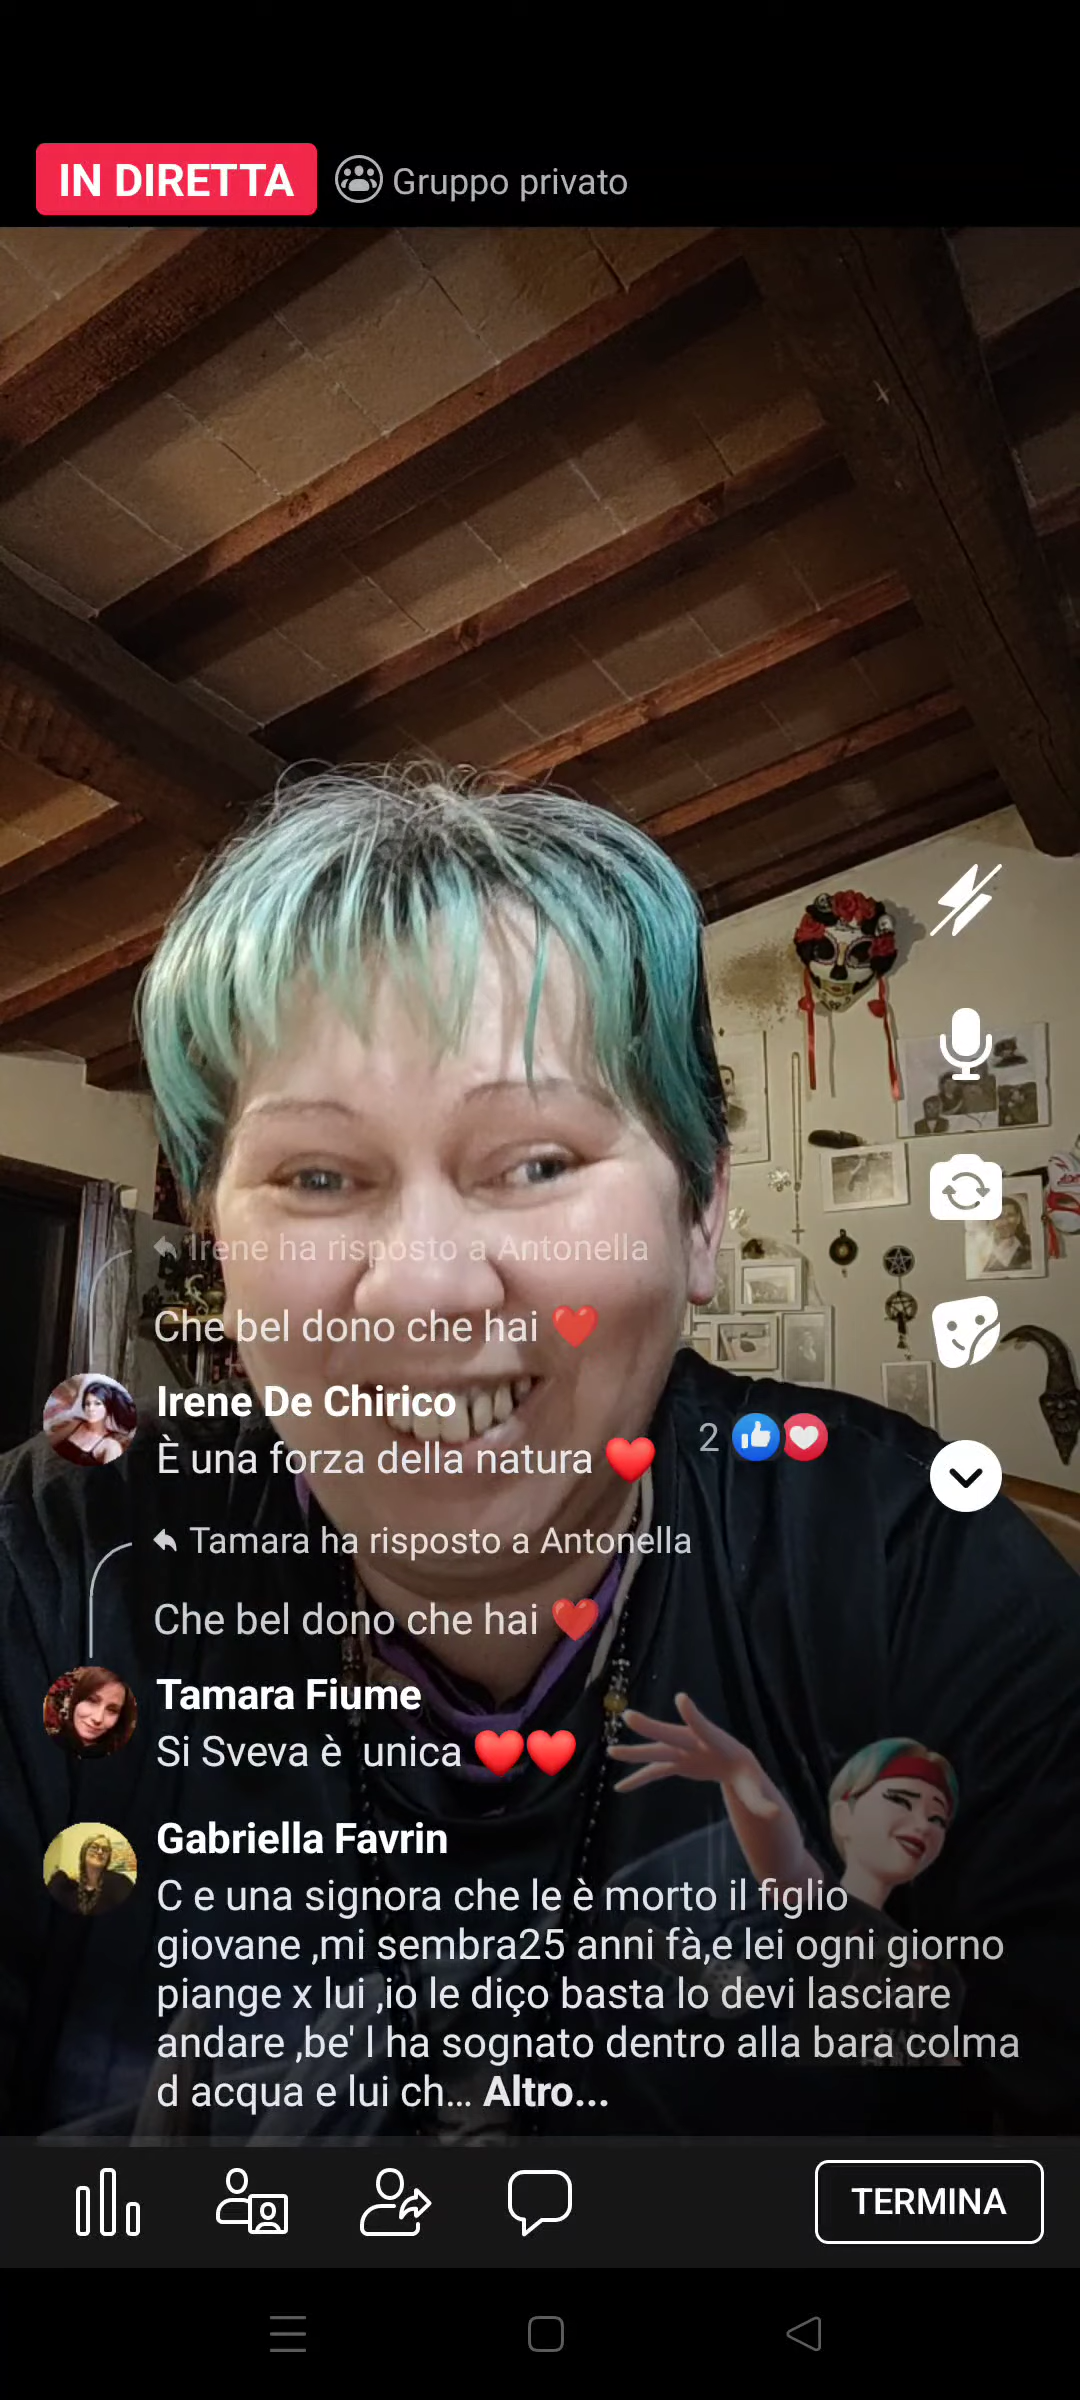 IN DIRETTA
Gruppo privato
Irene ha risposto a Antonella
Che bel dono che hai ❤️
Irene De Chirico
È una forza della natura ❤️
2
Tamara ha risposto a Antonella
Che bel dono che hai ❤️
Tamara Fiume
Si Sveva è  unica ❤️❤️
Gabriella Favrin
C e una signora che le è morto il figlio
giovane ,mi sembra25 anni fà,e lei ogni giorno
piange x lui ,io le diço basta lo devi lasciare
andare ,be' l ha sognato dentro alla bara colma
d acqua e lui ch... Altro...
TERMINA